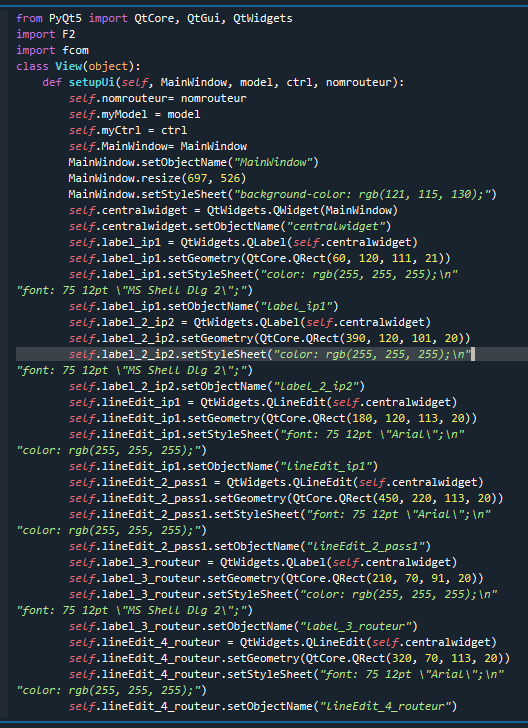 from PyQt5 import QtCore, QtGui, QtWidgets
import F2
import fcom
class View(object):
    def setupUi(self, MainWindow, model, ctrl, nomrouteur):
        self.nomrouteur= nomrouteur
        self.myModel = model
        self.myCtrl = ctrl
        self.MainWindow= MainWindow
        MainWindow.setObjectName("MainWindow")
        MainWindow.resize(697, 526)
        MainWindow.setStyleSheet("background-color: rgb(121, 115, 130);")
        self.centralwidget = QtWidgets.QWidget(MainWindow)
        self.centralwidget.setObjectName("centralwidget")
        self.label_ip1 = QtWidgets.QLabel(self.centralwidget)
        self.label_ip1.setGeometry(QtCore.QRect(60, 120, 111, 21))
        self.label_ip1.setStyleSheet("color: rgb(255, 255, 255);\n"
"font: 75 12pt \"MS Shell Dlg 2\";")
        self.label_ip1.setObjectName("label_ip1")
        self.label_2_ip2 = QtWidgets.QLabel(self.centralwidget)
        self.label_2_ip2.setGeometry(QtCore.QRect(390, 120, 101, 20))
        self.label_2_ip2.setStyleSheet("color: rgb(255, 255, 255);\n"
"font: 75 12pt \"MS Shell Dlg 2\";")
        self.label_2_ip2.setObjectName("label_2_ip2")
        self.lineEdit_ip1 = QtWidgets.QLineEdit(self.centralwidget)
        self.lineEdit_ip1.setGeometry(QtCore.QRect(180, 120, 113, 20))
        self.lineEdit_ip1.setStyleSheet("font: 75 12pt \"Arial\";\n"
"color: rgb(255, 255, 255);")
        self.lineEdit_ip1.setObjectName("lineEdit_ip1")
        self.lineEdit_2_pass1 = QtWidgets.QLineEdit(self.centralwidget)
        self.lineEdit_2_pass1.setGeometry(QtCore.QRect(450, 220, 113, 20))
        self.lineEdit_2_pass1.setStyleSheet("font: 75 12pt \"Arial\";\n"
"color: rgb(255, 255, 255);")
        self.lineEdit_2_pass1.setObjectName("lineEdit_2_pass1")
        self.label_3_routeur = QtWidgets.QLabel(self.centralwidget)
        self.label_3_routeur.setGeometry(QtCore.QRect(210, 70, 91, 20))
        self.label_3_routeur.setStyleSheet("color: rgb(255, 255, 255);\n"
"font: 75 12pt \"MS Shell Dlg 2\";")
        self.label_3_routeur.setObjectName("label_3_routeur")
        self.lineEdit_4_routeur = QtWidgets.QLineEdit(self.centralwidget)
        self.lineEdit_4_routeur.setGeometry(QtCore.QRect(320, 70, 113, 20))
        self.lineEdit_4_routeur.setStyleSheet("font: 75 12pt \"Arial\";\n"
"color: rgb(255, 255, 255);")
        self.lineEdit_4_routeur.setObjectName("lineEdit_4_routeur")